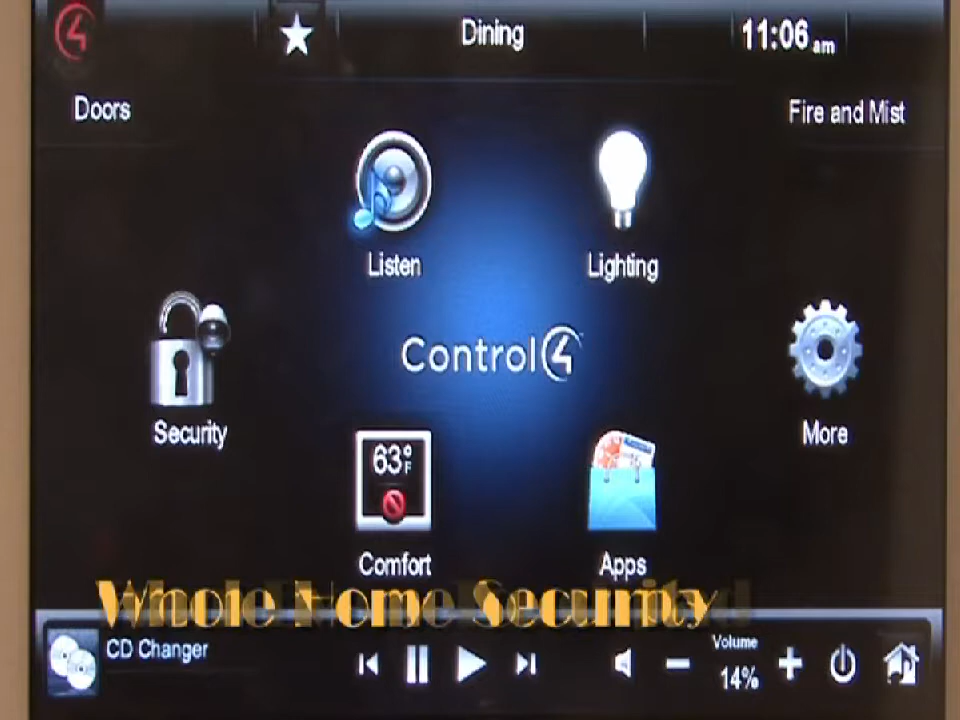 Dining
11:06 am
Doors
Fire and Mist
Listen
Lighting
Control4
Security
More
63°F
Comfort
Apps
Whole Home Security
CD Changer
Volume
14%